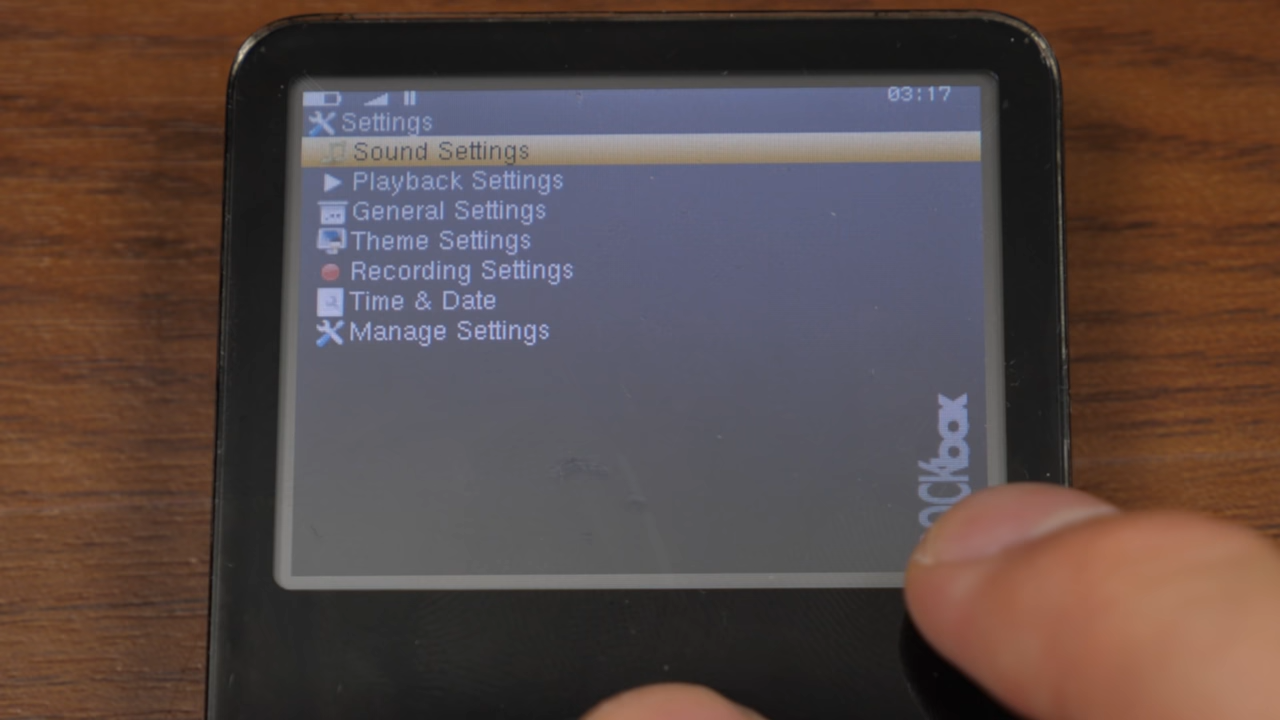 03:17
Settings
Sound Settings
Playback Settings
General Settings
Theme Settings
Recording Settings
Time & Date
Manage Settings